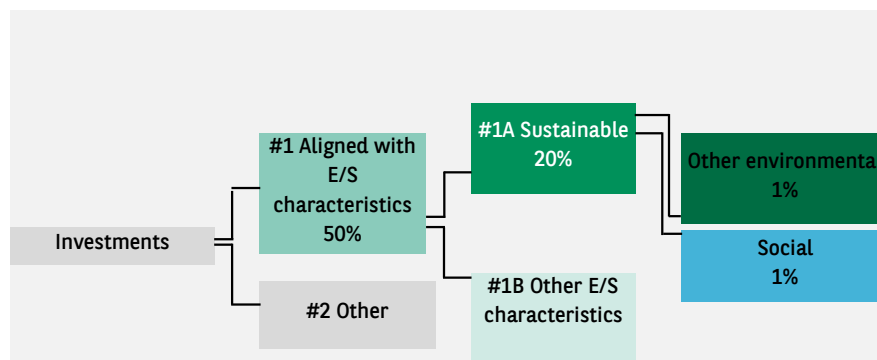 #1A Sustainable
20%
#1 Aligned with
E/S
characteristics
50%
Other environmenta
1%
Investments
Social
1%
#1B Other E/S
characteristics
#2 Other